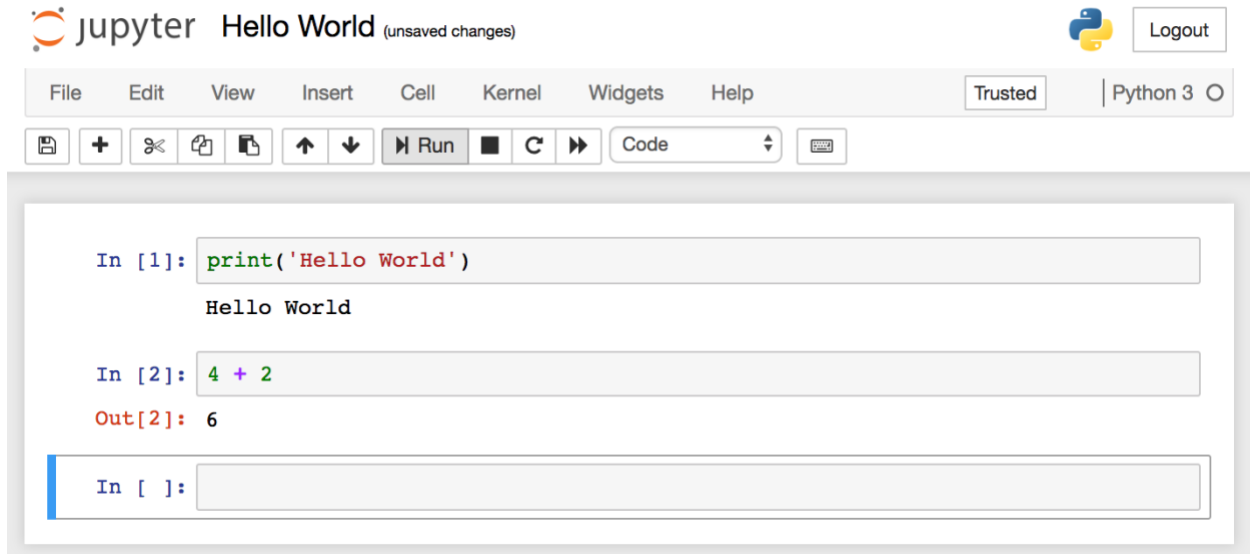 jupyter Hello World (unsaved changes) Logout
File Edit View Insert Cell Kernel Widgets Help Trusted Python 3
Run Code
In [1]: print('Hello World')
Hello World
In [2]: 4 + 2
Out[2]: 6
In [ ]: